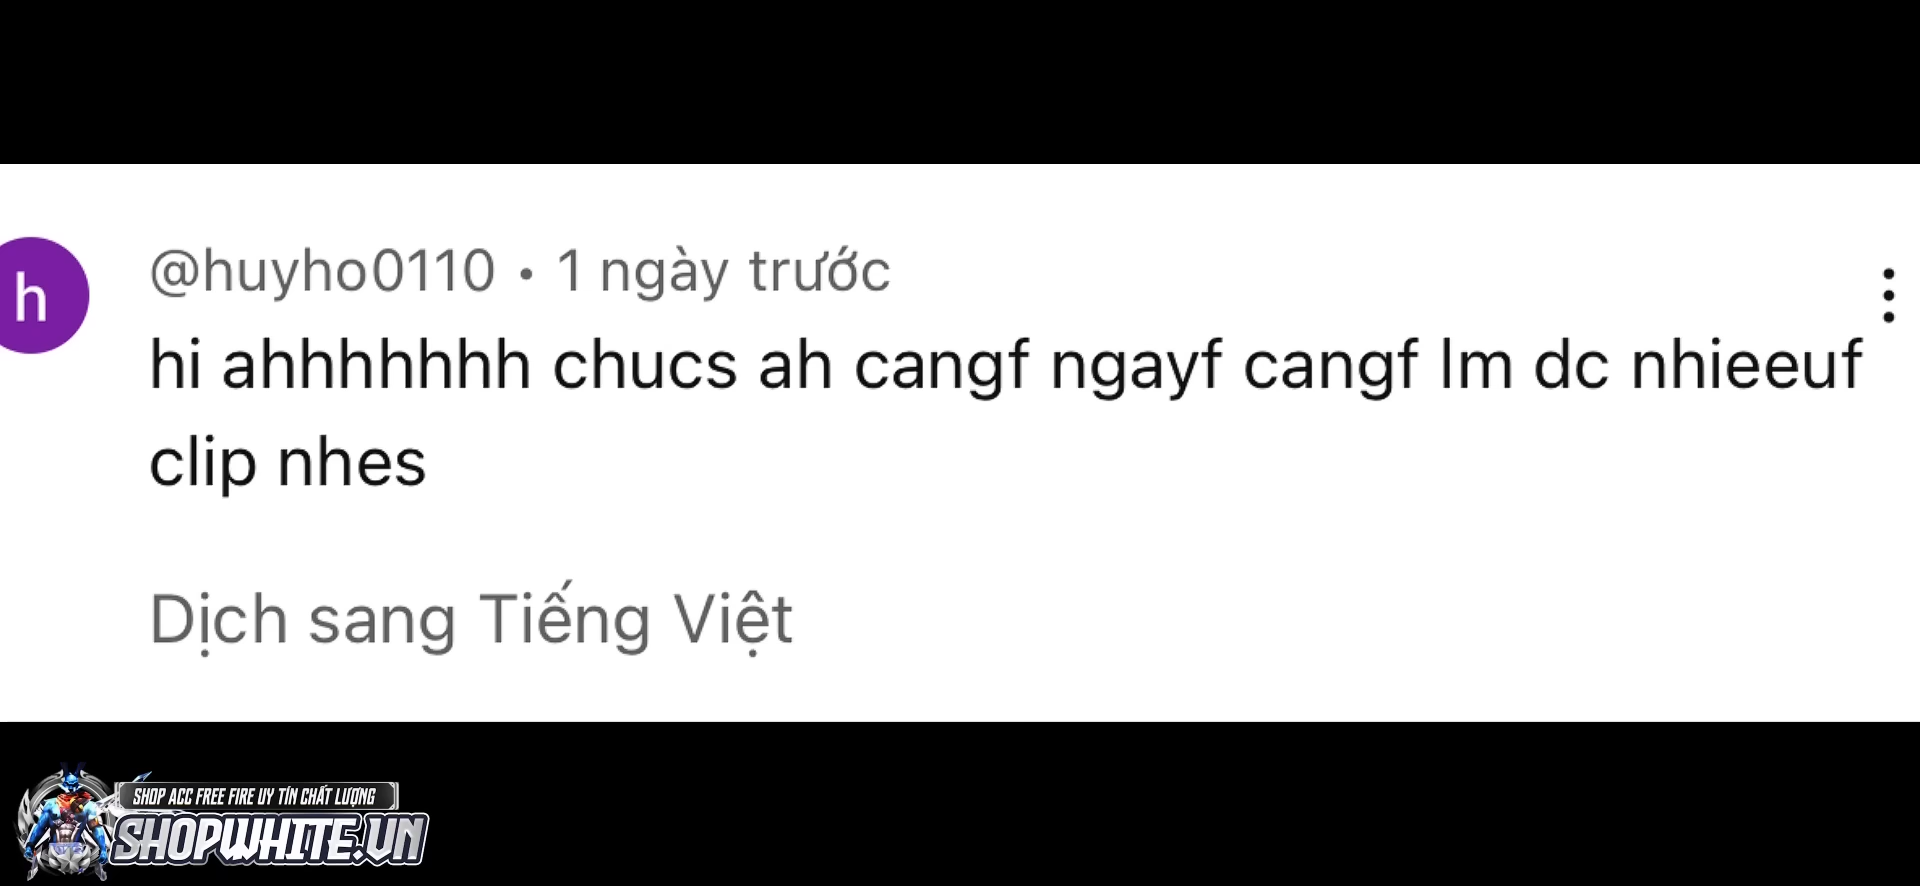 h
@huyho0110 • 1 ngày trước
hi ahhhhhhh chucs ah cangf ngayf cangf lm dc nhieeuf
clip nhes
Dịch sang Tiếng Việt
SHOP ACC FREE FIRE UY TÍN CHẤT LƯỢNG
SHOPWHITE.VN